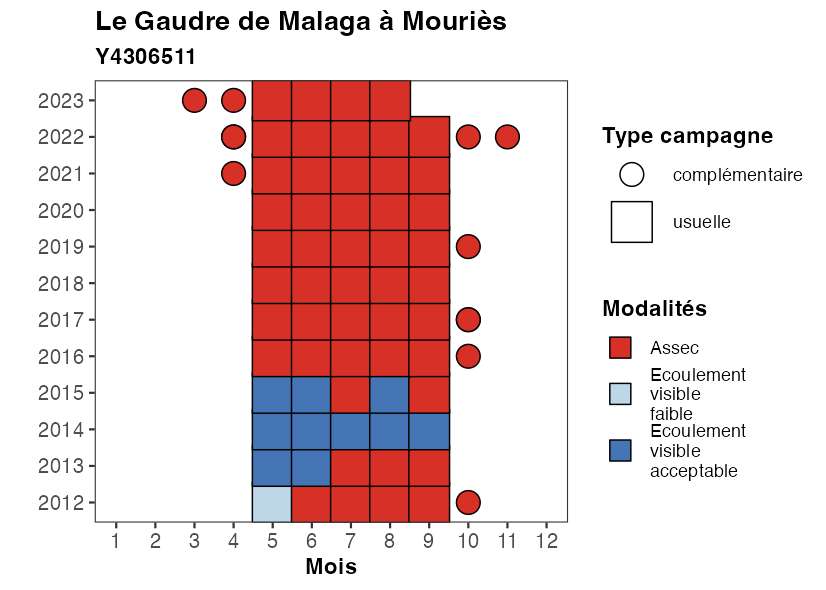 Le Gaudre de Malaga à Mouriès
Y4306511
2023
2022
2021
2020
2019
2018
2017
2016
2015
2014
2013
2012
1 2 3 4 5 6 7 8 9 10 11 12
Mois
Type campagne
complémentaire
usuelle
Modalités
Assec
Ecoulement
visible
faible
Ecoulement
visible
acceptable